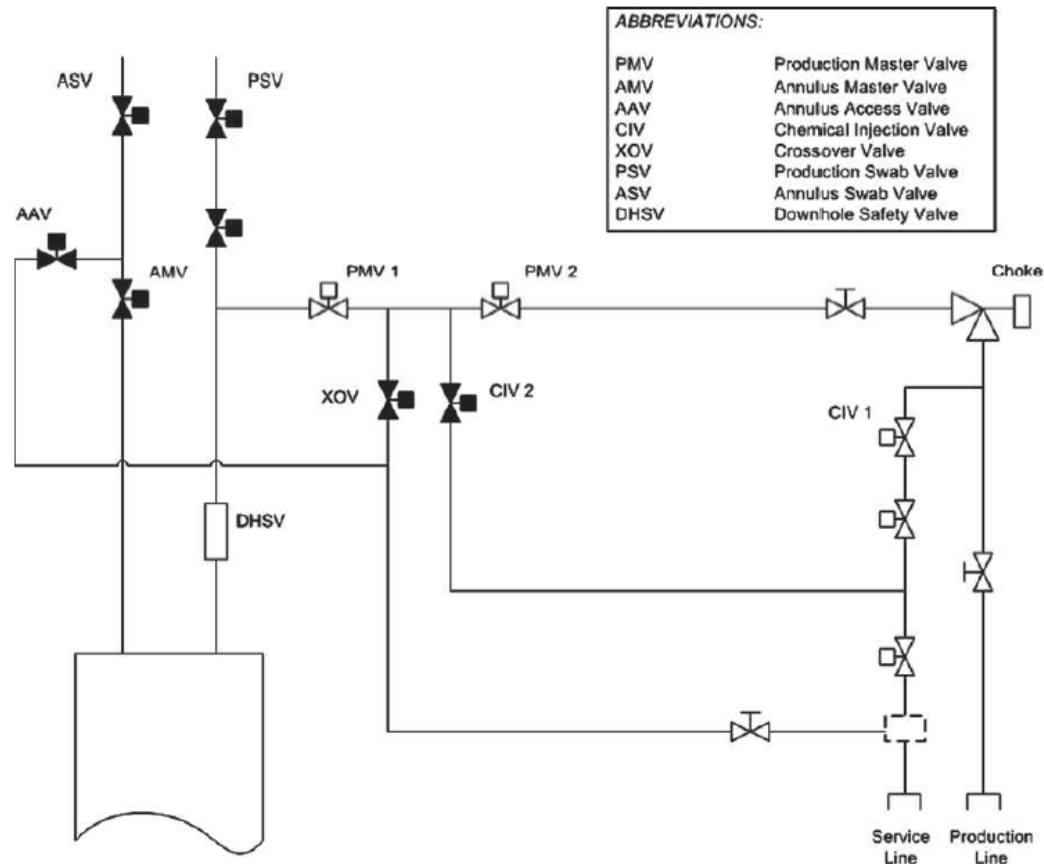 ABBREVIATIONS:
PMV Production Master Valve
AMV Annulus Master Valve
AAV Annulus Access Valve
CIV Chemical Injection Valve
XOV Crossover Valve
PSV Production Swab Valve
ASV Annulus Swab Valve
DHSV Downhole Safety Valve
ASV
PSV
AAV
AMV
PMV 1
PMV 2
Choke
XOV
CIV 2
CIV 1
DHSV
Service
Line
Production
Line